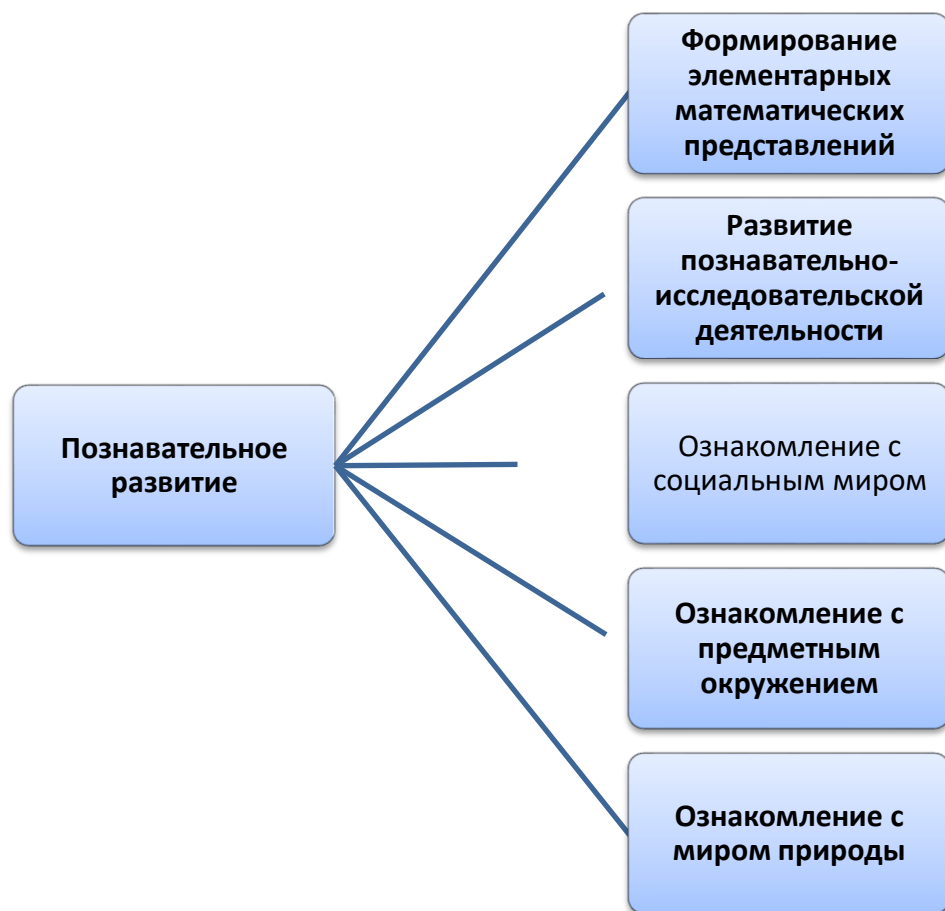 Формирование
элементарных
математических
представлений
Развитие
познавательно-
исследовательской
деятельности
Познавательное
развитие
Ознакомление с
социальным миром
Ознакомление с
предметным
окружением
Ознакомление с
миром природы